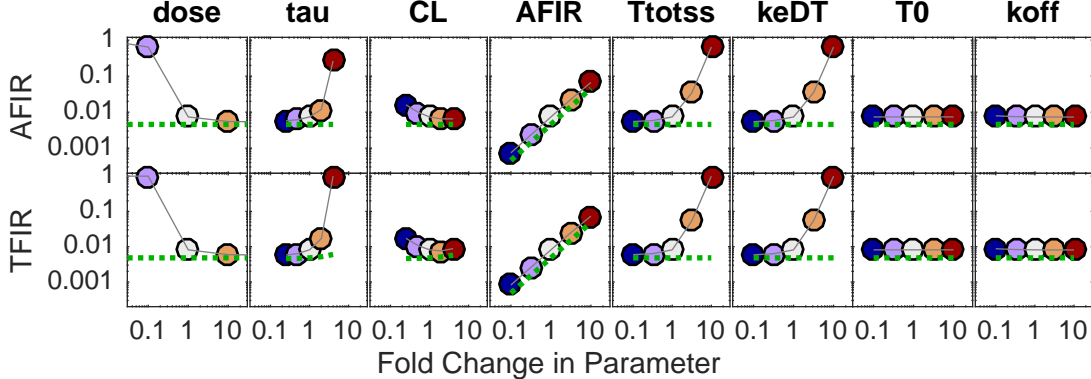 dose tau CL AFIR Ttotss keDT T0 koff
AFIR
1
0.1
0.01
0.001
TFIR
1
0.1
0.01
0.001
0.1 1 10 0.1 1 10 0.1 1 10 0.1 1 10 0.1 1 10 0.1 1 10 0.1 1 10 0.1 1 10
Fold Change in Parameter